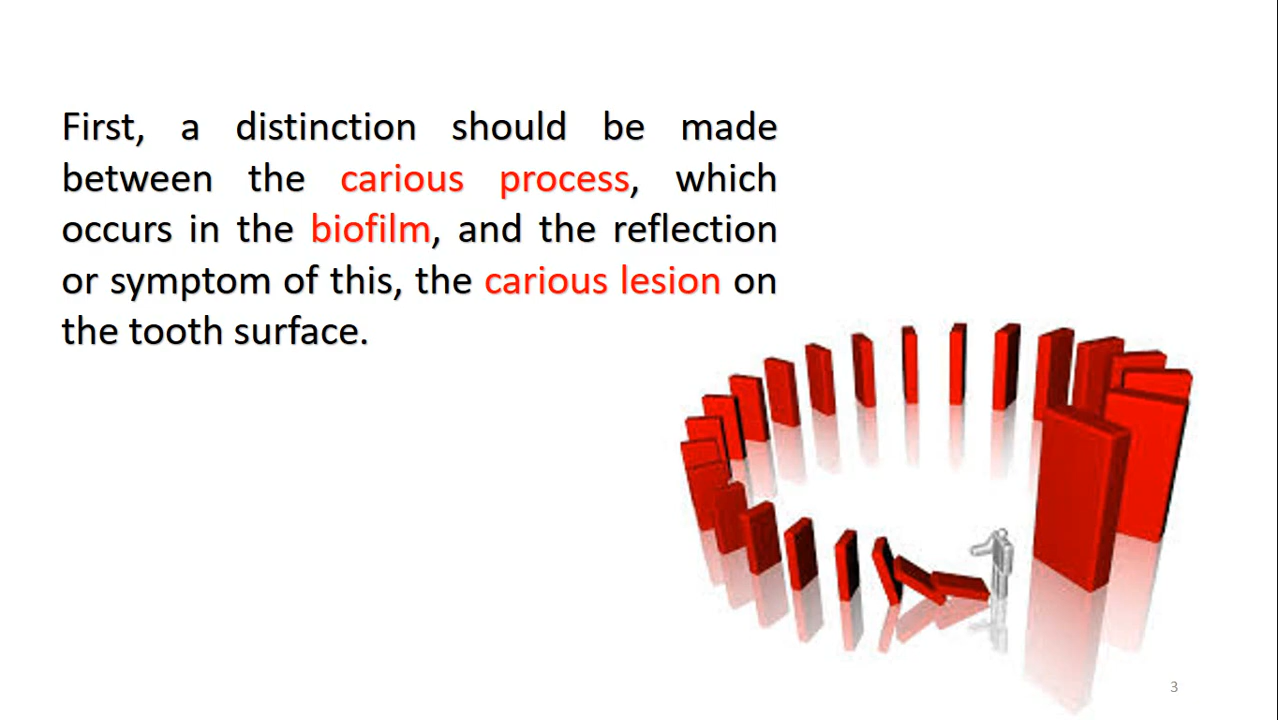 First, a distinction should be made
between the carious process, which
occurs in the biofilm, and the reflection
or symptom of this, the carious lesion on
the tooth surface.
3